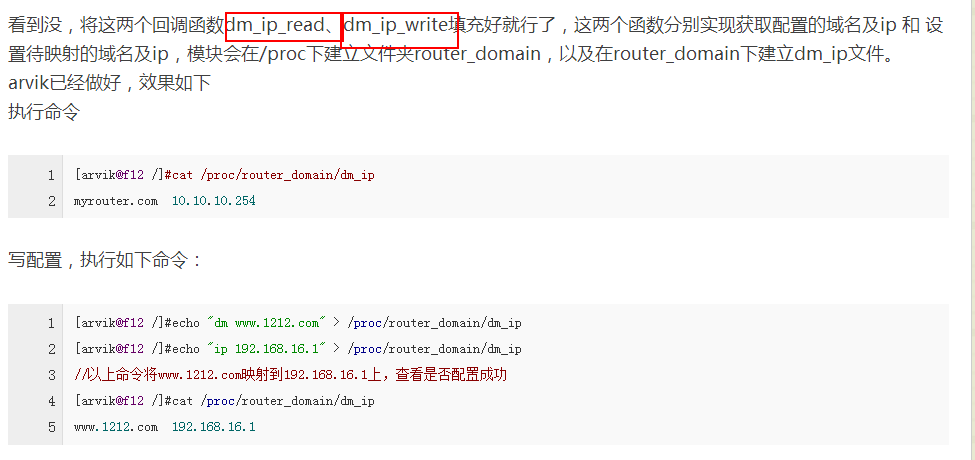 看到没，将这两个回调函数dm_ip_read、dm_ip_write填充好就行了，这两个函数分别实现获取配置的域名及ip 和 设
置待映射的域名及ip，模块会在/proc下建立文件夹router_domain，以及在router_domain下建立dm_ip文件。
arvik已经做好，效果如下
执行命令
1 [arvik@f12 /]#cat /proc/router_domain/dm_ip
2 myrouter.com  10.10.10.254
写配置，执行如下命令：
1 [arvik@f12 /]#echo "dm www.1212.com" > /proc/router_domain/dm_ip
2 [arvik@f12 /]#echo "ip 192.168.16.1" > /proc/router_domain/dm_ip
3 //以上命令将www.1212.com映射到192.168.16.1上，查看是否配置成功
4 [arvik@f12 /]#cat /proc/router_domain/dm_ip
5 www.1212.com  192.168.16.1